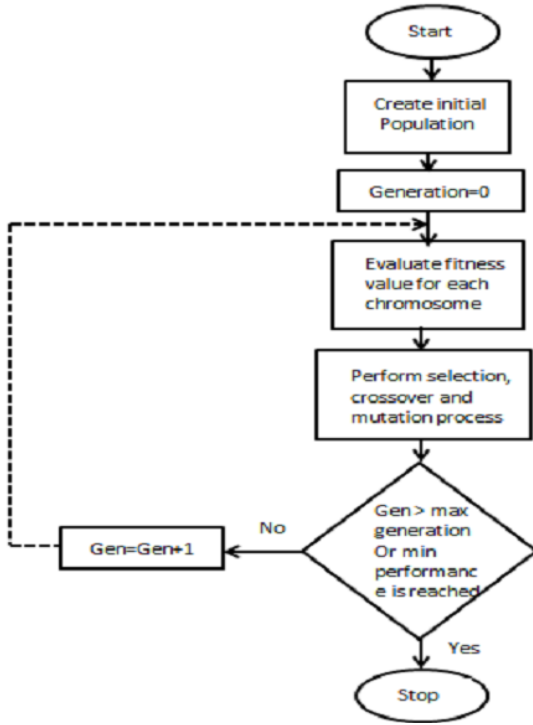 Start
Create initial
Population
Generation=0
Evaluate fitness
value for each
chromosome
Perform selection,
crossover and
mutation process
Gen > max
generation
Or min
performanc
e is reached
No
Gen=Gen+1
Yes
Stop